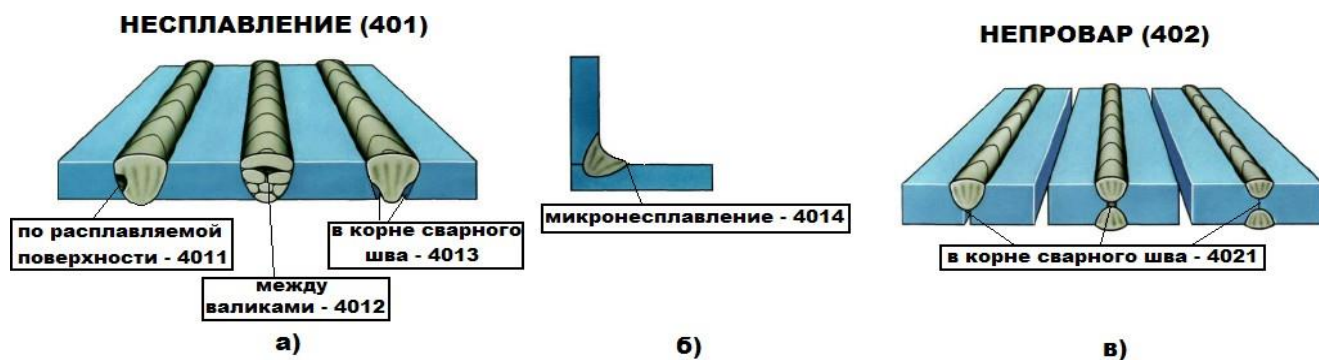 НЕСПЛАВЛЕНИЕ (401)
по расплавляемой
поверхности - 4011
между
валиками - 4012
в корне сварного
шва - 4013
а)
микронесплавление - 4014
б)
НЕПРОВАР (402)
в корне сварного шва - 4021
в)